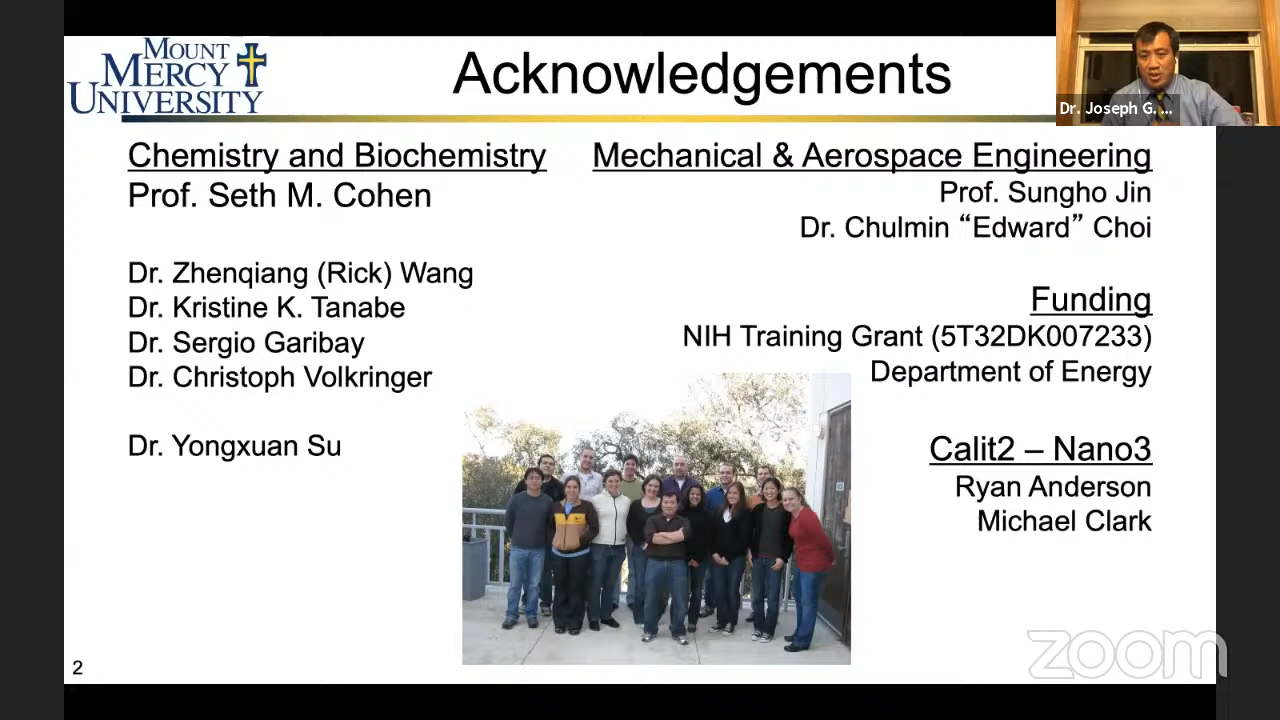 MOUNT
MERCY
UNIVERSITY
Acknowledgements
Dr. Joseph G. ...
Chemistry and Biochemistry
Prof. Seth M. Cohen
Dr. Zhenqiang (Rick) Wang
Dr. Kristine K. Tanabe
Dr. Sergio Garibay
Dr. Christoph Volkringer
Dr. Yongxuan Su
Mechanical & Aerospace Engineering
Prof. Sungho Jin
Dr. Chulmin “Edward” Choi
Funding
NIH Training Grant (5T32DK007233)
Department of Energy
Calit2 – Nano3
Ryan Anderson
Michael Clark
2
zoom